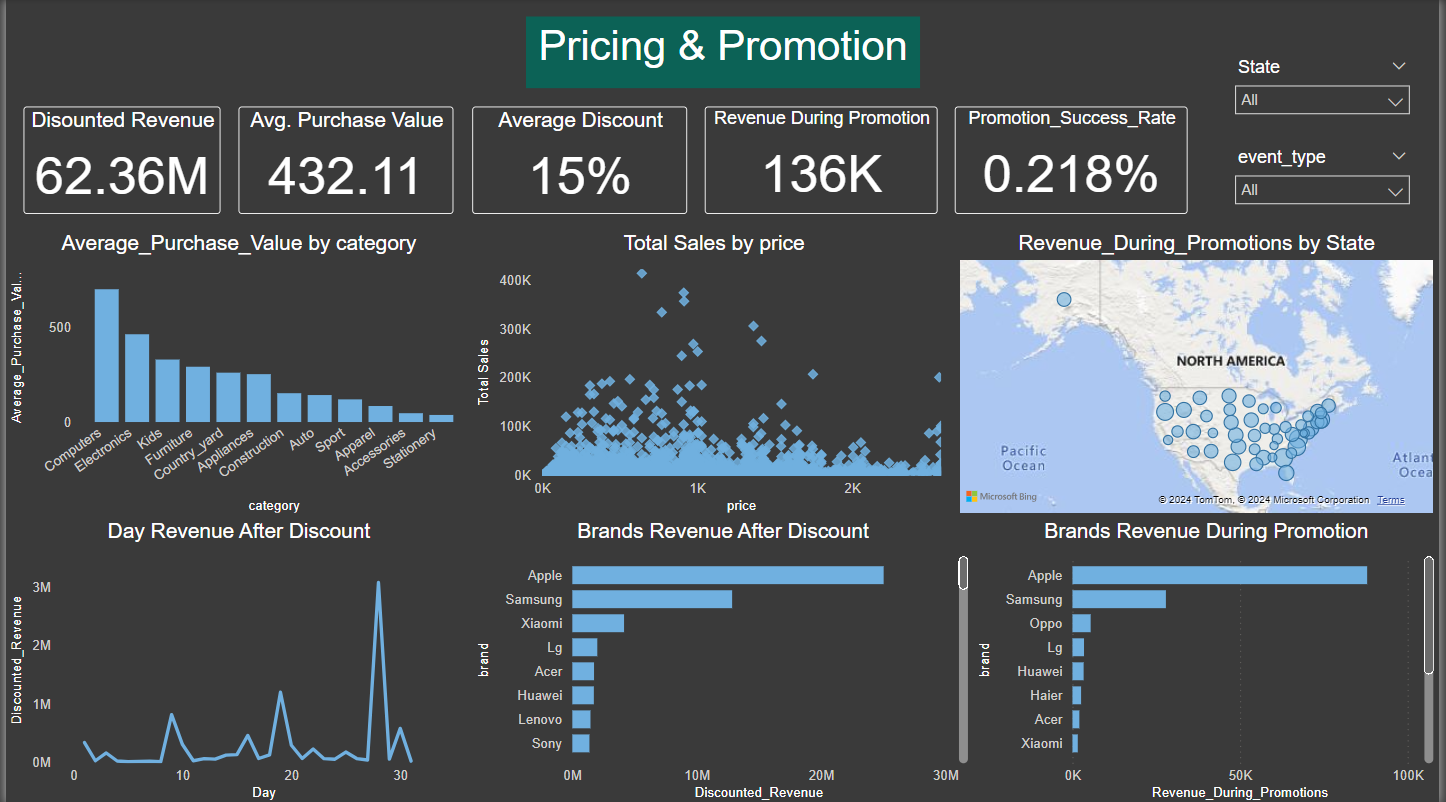 Pricing & Promotion
State
All
event_type
All
Disounted Revenue
62.36M
Avg. Purchase Value
432.11
Average Discount
15%
Revenue During Promotion
136K
Promotion_Success_Rate
0.218%
Average_Purchase_Value by category
Average_Purchase_Val...
500
0
Computers
Electronics
Kids
Furniture
Country_yard
Appliances
Construction
Auto
Sport
Apparel
Accessories
Stationery
category
Total Sales by price
Total Sales
400K
300K
200K
100K
0K
0K 1K 2K
price
Revenue_During_Promotions by State
NORTH AMERICA
Pacific
Ocean
Atlant
Ocea
Microsoft Bing
© 2024 TomTom, © 2024 Microsoft Corporation Terms
Day Revenue After Discount
Discounted_Revenue
3M
2M
1M
0M
0 10 20 30
Day
Brands Revenue After Discount
brand
Apple
Samsung
Xiaomi
Lg
Acer
Huawei
Lenovo
Sony
0M 10M 20M 30M
Discounted_Revenue
Brands Revenue During Promotion
brand
Apple
Samsung
Oppo
Lg
Huawei
Haier
Acer
Xiaomi
0K 50K 100K
Revenue_During_Promotions